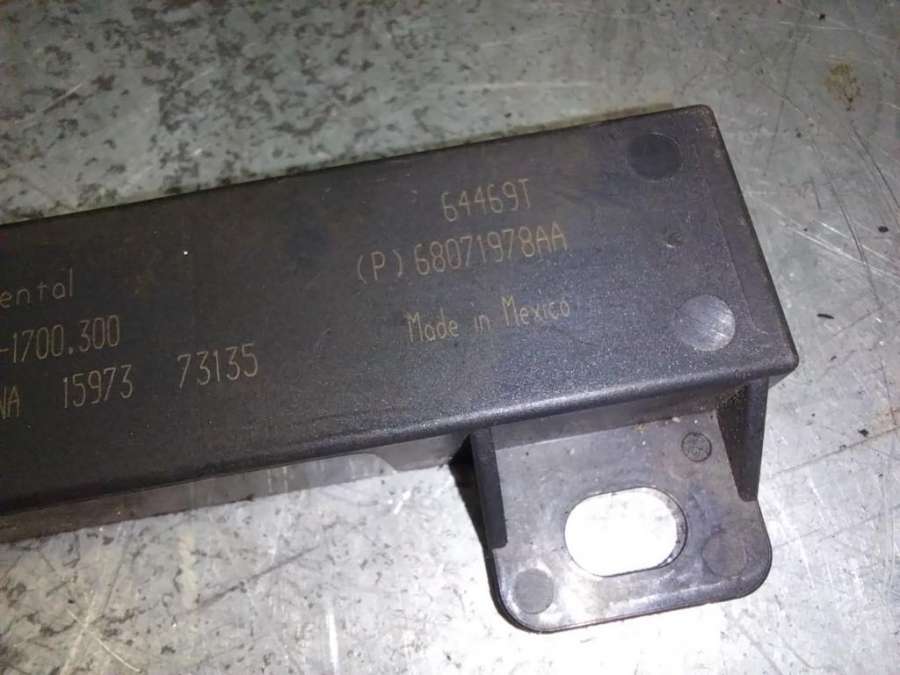 64469T
(P)68071978AA
Made in Mexico
ental
-1700.300
NA 15973 73135